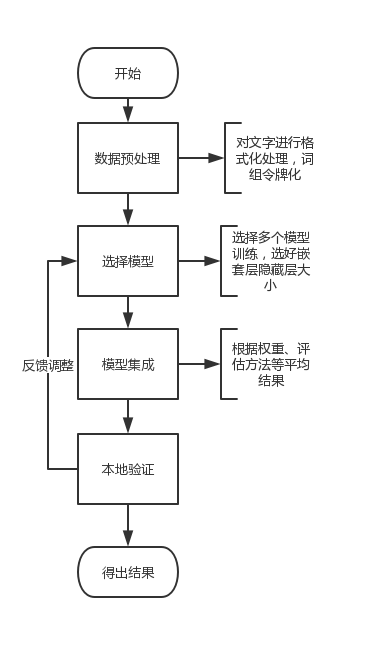 开始
数据预处理
对文字进行格
式化处理，词
组令牌化
选择模型
选择多个模型
训练，选好嵌
套层隐藏层大
小
反馈调整
模型集成
根据权重、评
估方法等平均
结果
本地验证
得出结果